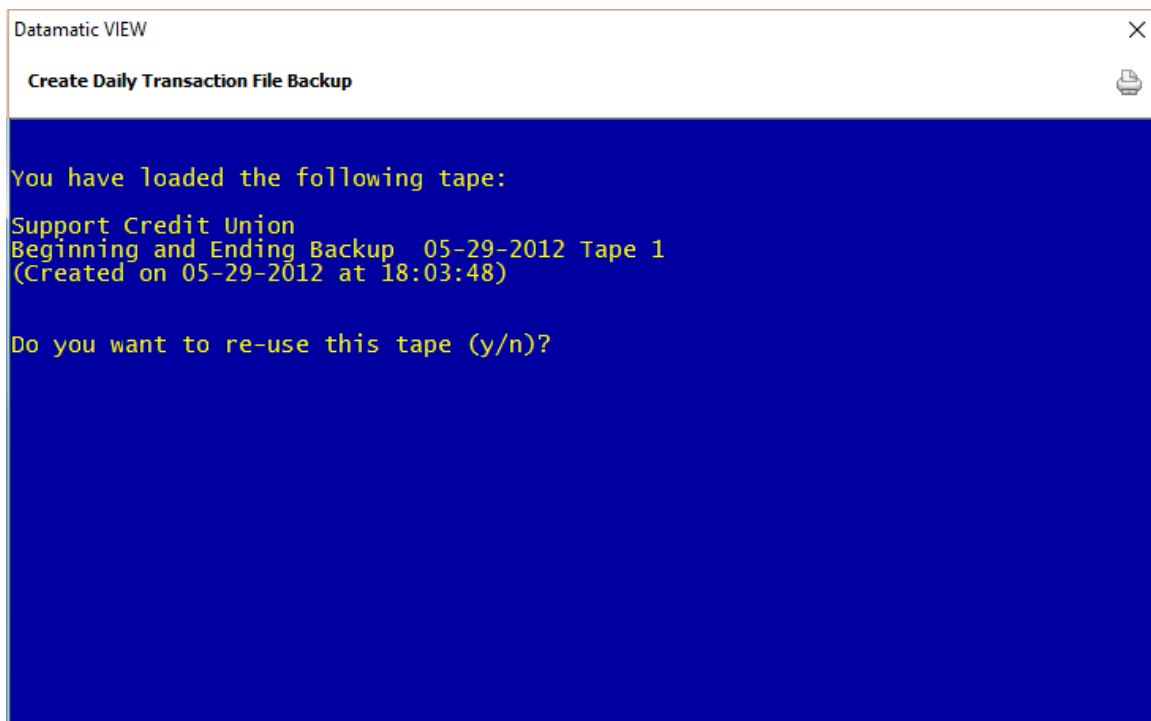 Datamatic VIEW
Create Daily Transaction File Backup
You have loaded the following tape:
Support Credit Union
Beginning and Ending Backup  05-29-2012 Tape 1
(Created on 05-29-2012 at 18:03:48)
Do you want to re-use this tape (y/n)?